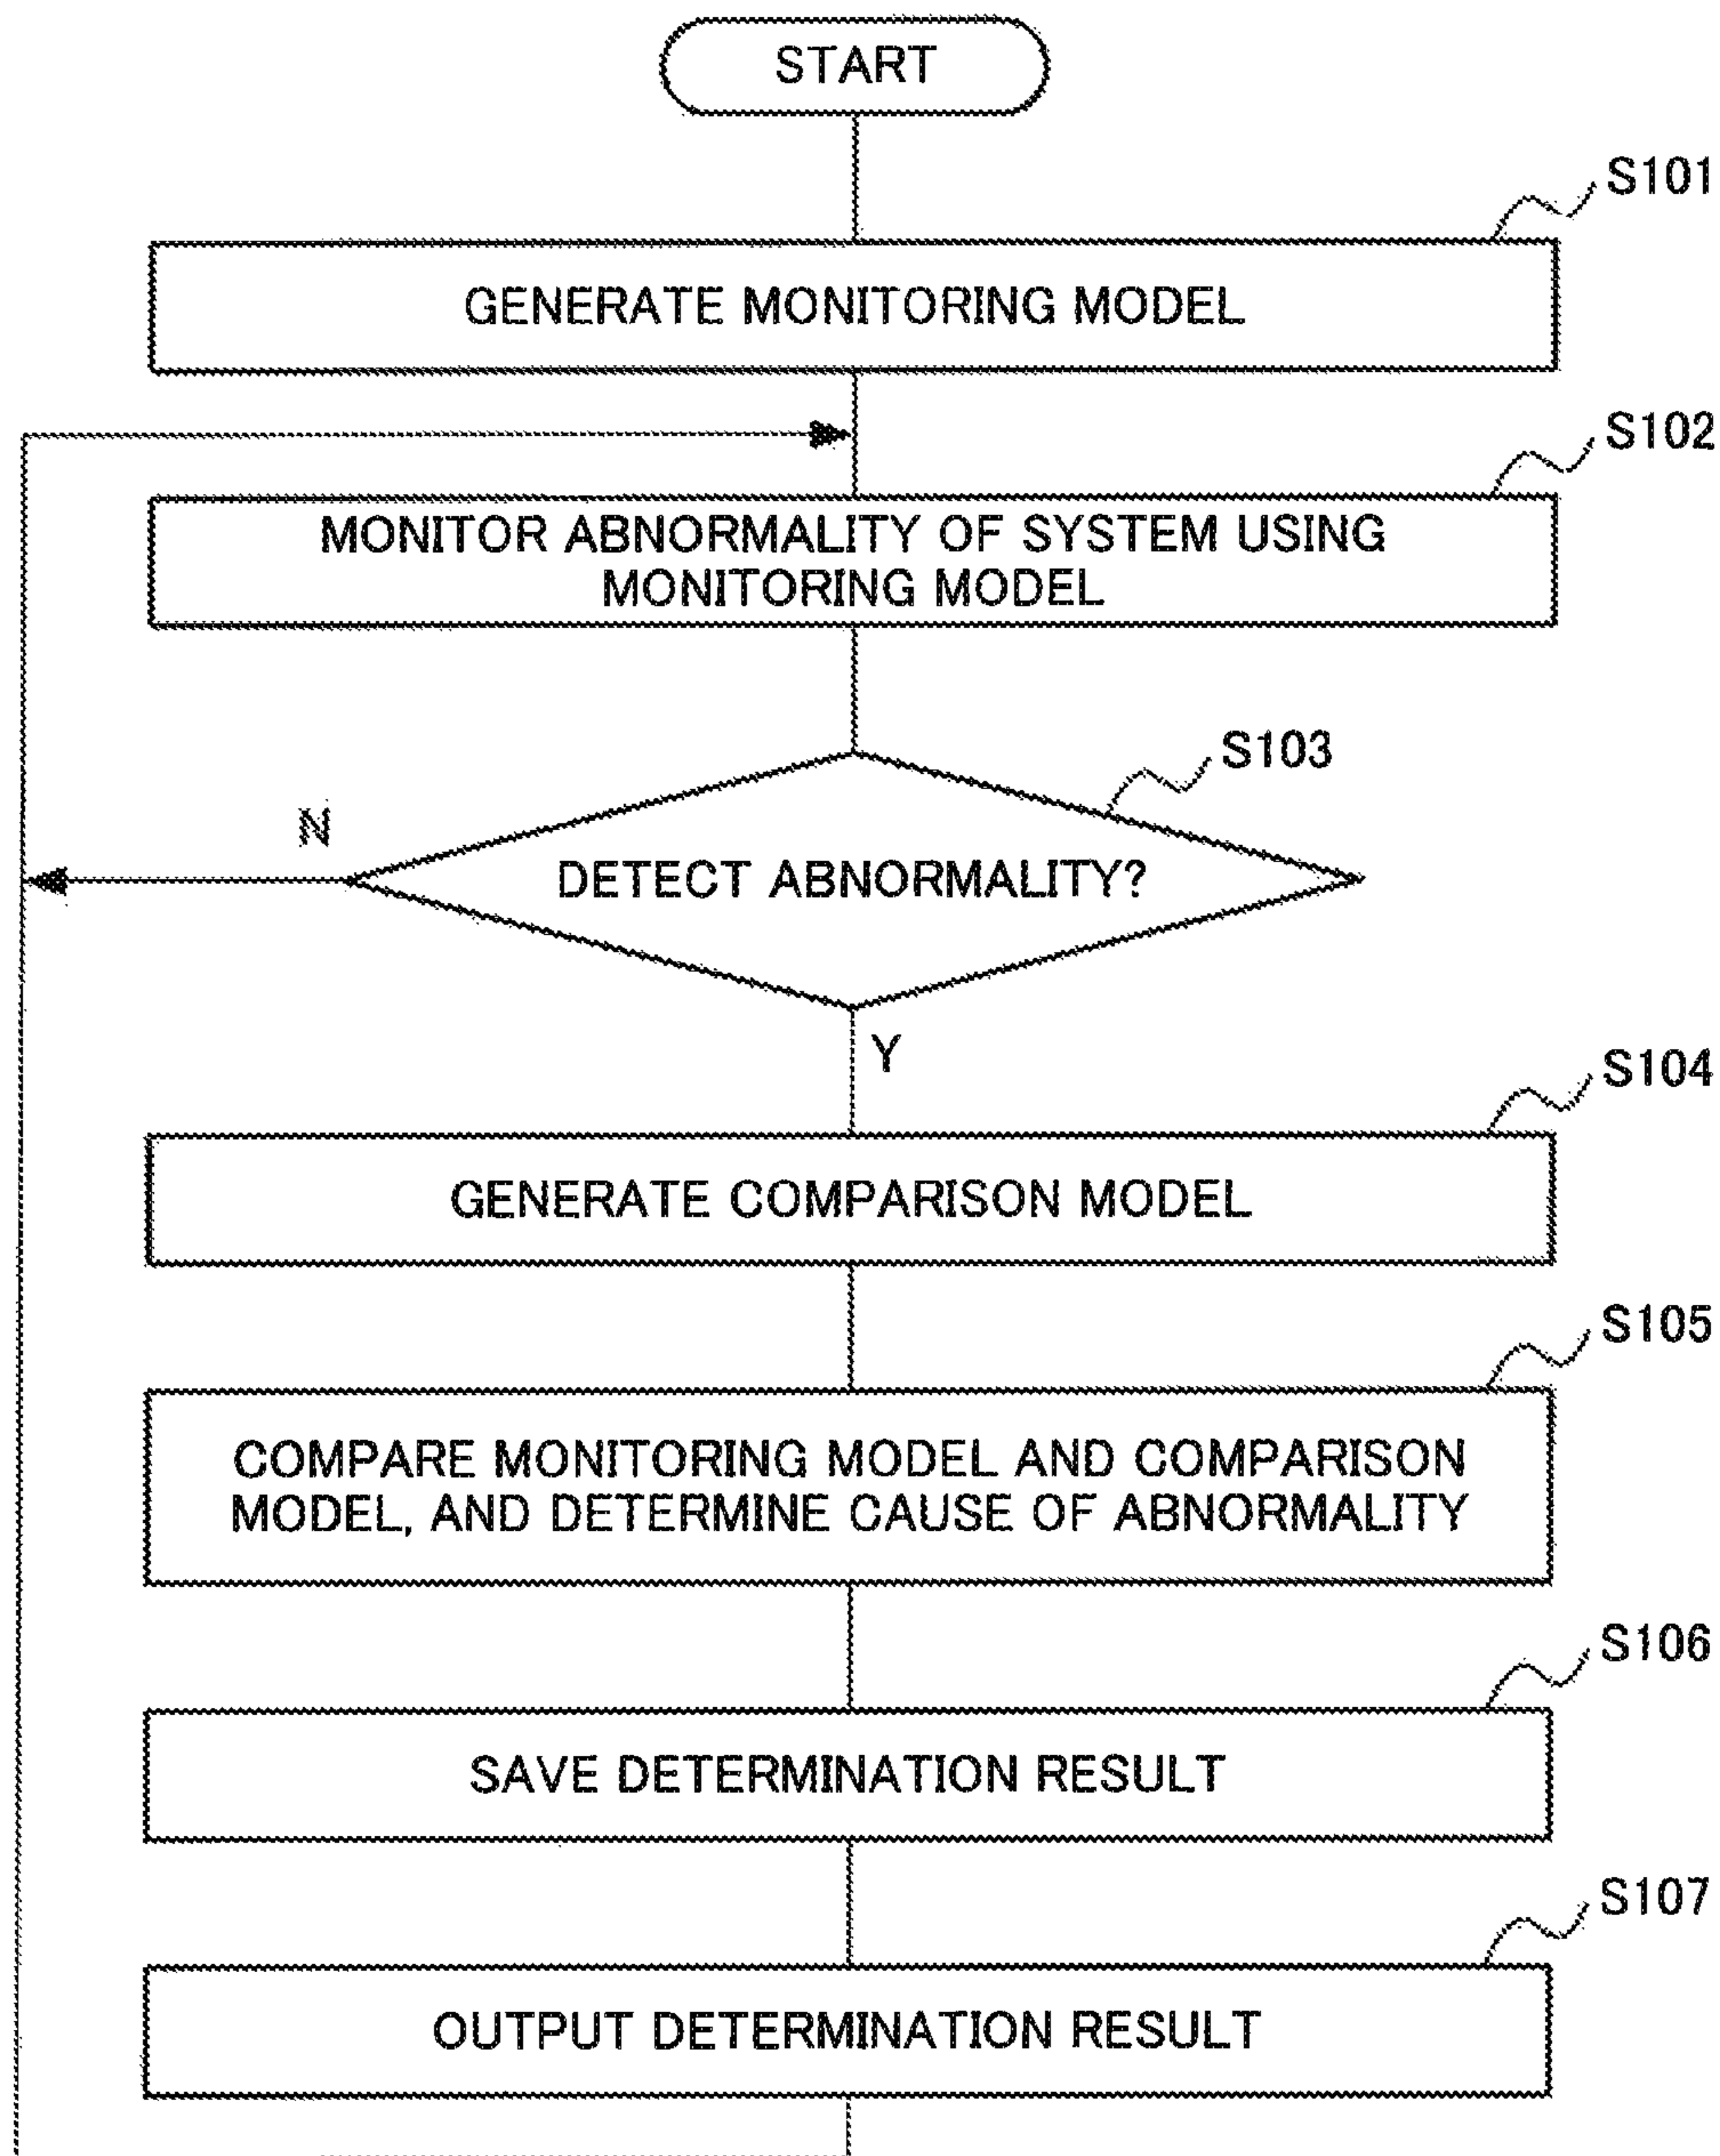 START
S101
GENERATE MONITORING MODEL
S102
MONITOR ABNORMALITY OF SYSTEM USING
MONITORING MODEL
S103
N
DETECT ABNORMALITY?
Y
S104
GENERATE COMPARISON MODEL
S105
COMPARE MONITORING MODEL AND COMPARISON
MODEL, AND DETERMINE CAUSE OF ABNORMALITY
S106
SAVE DETERMINATION RESULT
S107
OUTPUT DETERMINATION RESULT